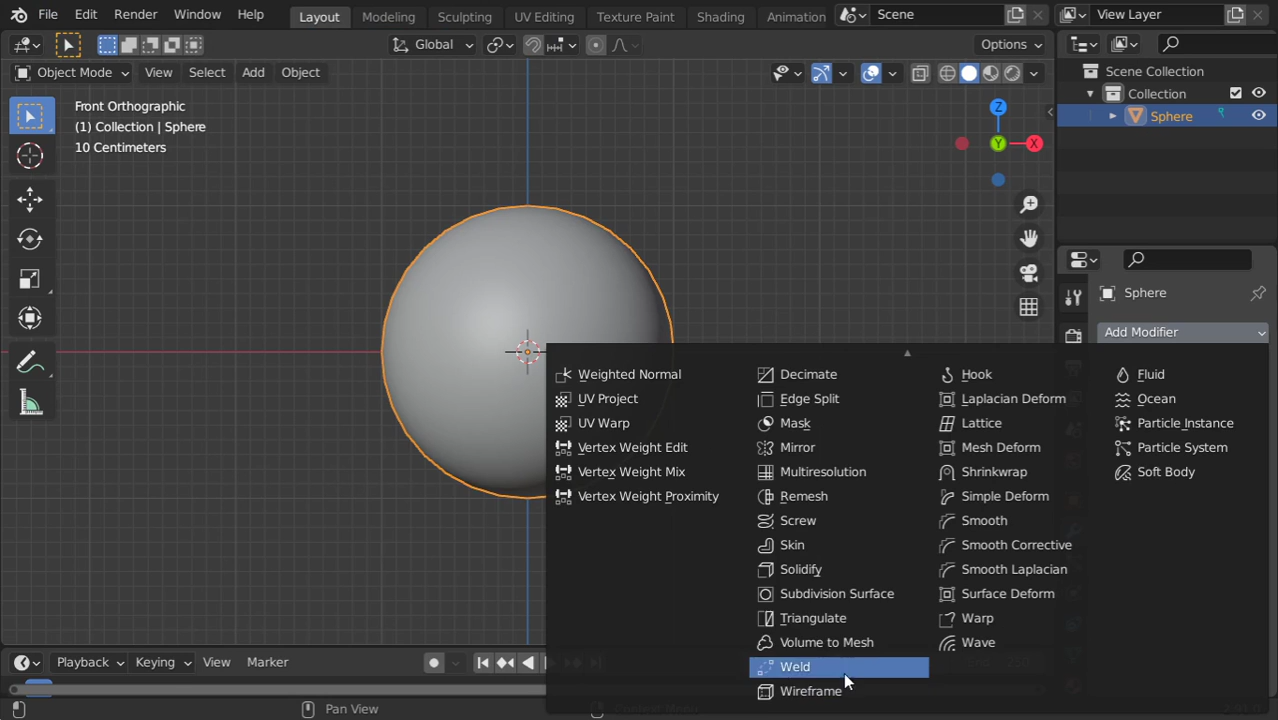 File Edit Render Window Help Layout Modeling Sculpting UV Editing Texture Paint Shading Animation Scene View Layer
Global Options
Object Mode View Select Add Object
Scene Collection
Collection
Sphere
Front Orthographic
(1) Collection | Sphere
10 Centimeters
Z
Y
X
Sphere
Add Modifier
Weighted Normal
UV Project
UV Warp
Vertex Weight Edit
Vertex Weight Mix
Vertex Weight Proximity
Decimate
Edge Split
Mask
Mirror
Multiresolution
Remesh
Screw
Skin
Solidify
Subdivision Surface
Triangulate
Volume to Mesh
Weld
Wireframe
Hook
Laplacian Deform
Lattice
Mesh Deform
Shrinkwrap
Simple Deform
Smooth
Smooth Corrective
Smooth Laplacian
Surface Deform
Warp
Wave
Fluid
Ocean
Particle Instance
Particle System
Soft Body
Playback Keying View Marker
Pan View